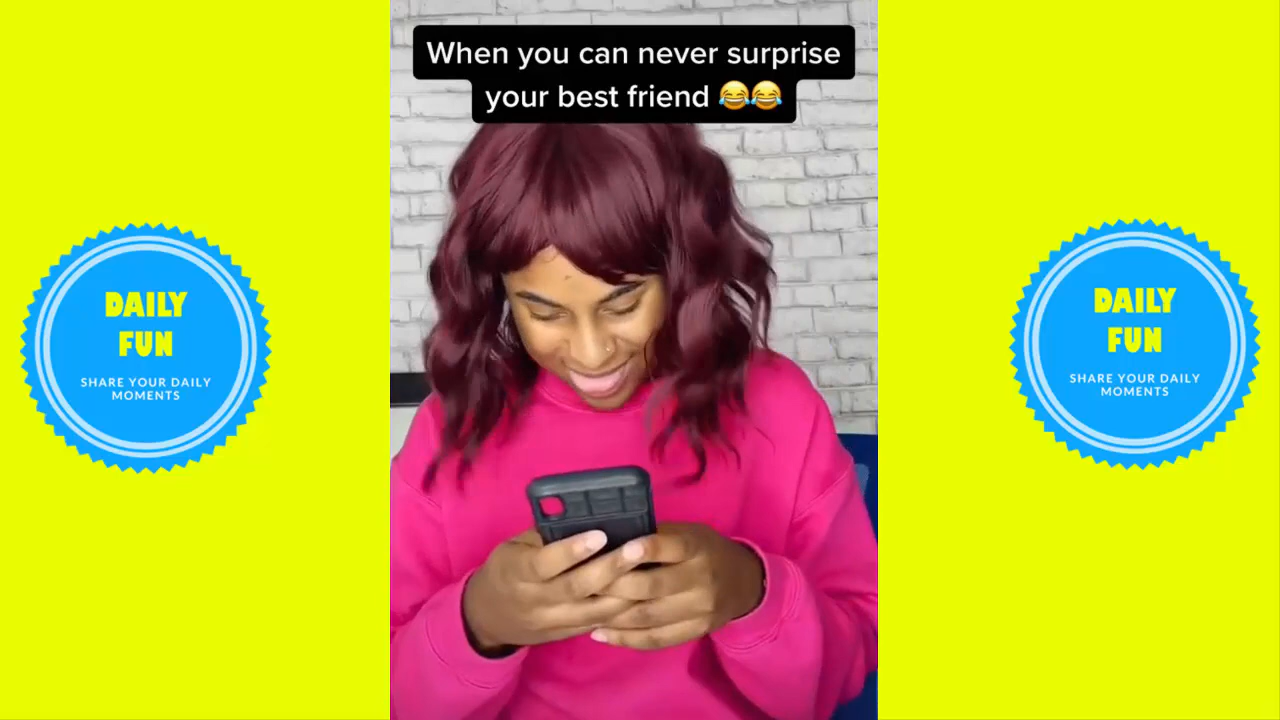 When you can never surprise
your best friend 😂😂
DAILY
FUN
SHARE YOUR DAILY
MOMENTS
DAILY
FUN
SHARE YOUR DAILY
MOMENTS